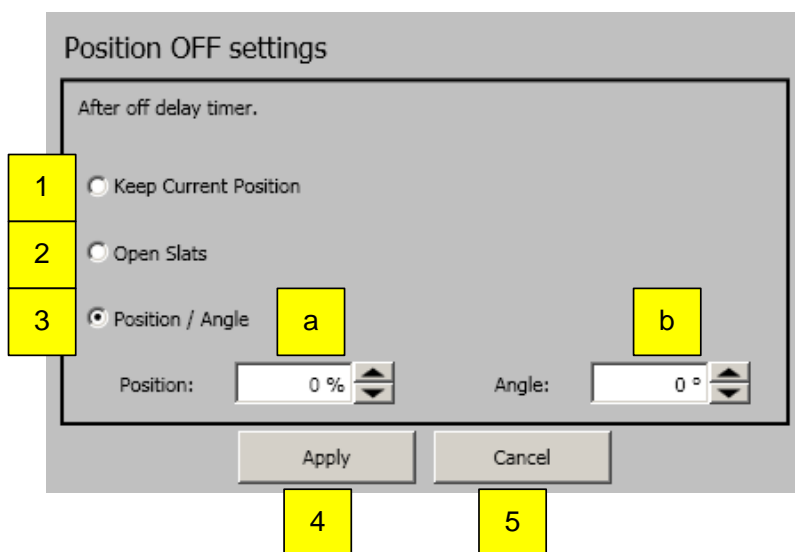 Position OFF settings
After off delay timer.
1 Keep Current Position
2 Open Slats
3 Position / Angle a b
Position: 0 % Angle: 0 º
Apply Cancel
4 5